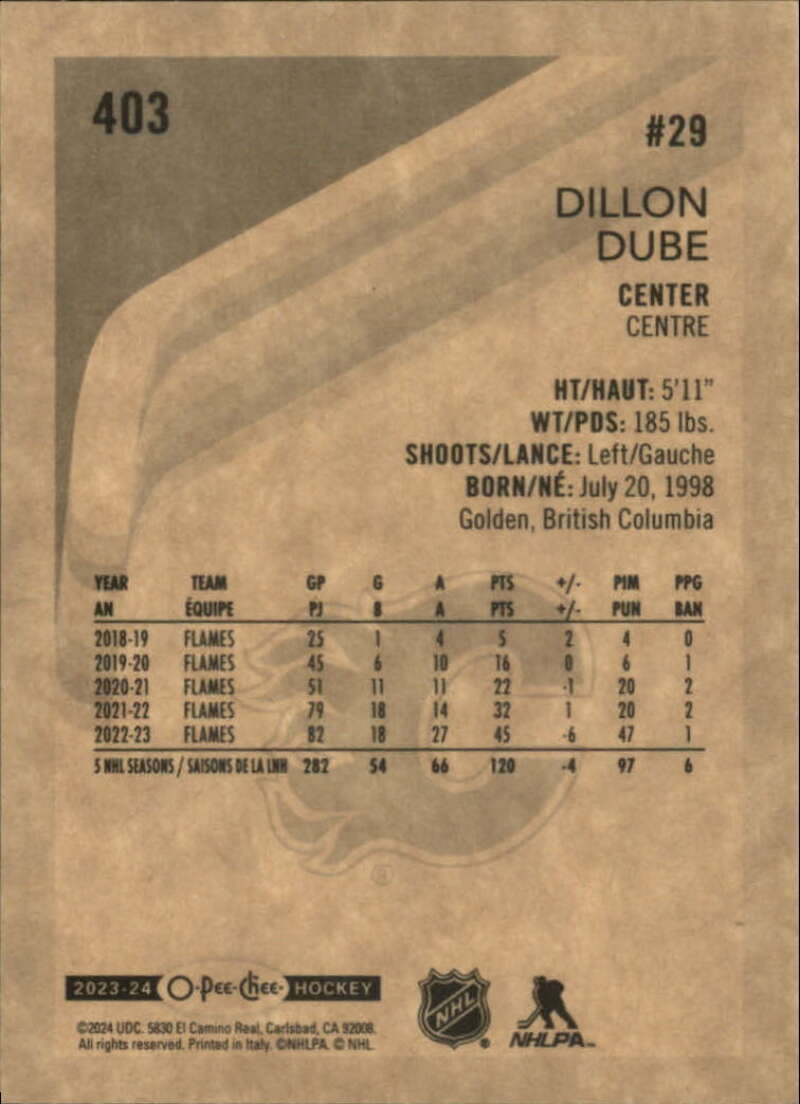 403
#29
DILLON
DUBE
CENTER
CENTRE
HT/HAUT: 5'11"
WT/PDS: 185 lbs.
SHOOTS/LANCE: Left/Gauche
BORN/NÉ: July 20, 1998
Golden, British Columbia
YEAR TEAM GP G A PTS +/- PIM PPG
AN ÉQUIPE PJ B A PTS +/- PUN BAN
2018-19 FLAMES 25 1 4 5 2 4 0
2019-20 FLAMES 45 6 10 16 0 6 1
2020-21 FLAMES 51 11 11 22 -1 20 2
2021-22 FLAMES 79 18 14 32 1 20 2
2022-23 FLAMES 82 18 27 45 -6 47 1
5 NHL SEASONS / SAISONS DE LA LNH 282 54 66 120 -4 97 6
2023-24 O-Pee-Chee- HOCKEY
©2024 UDC. 5830 El Camino Real, Carlsbad, CA 92008.
All rights reserved. Printed in Italy. ©NHLPA. © NHL.
NHL
NHLPA